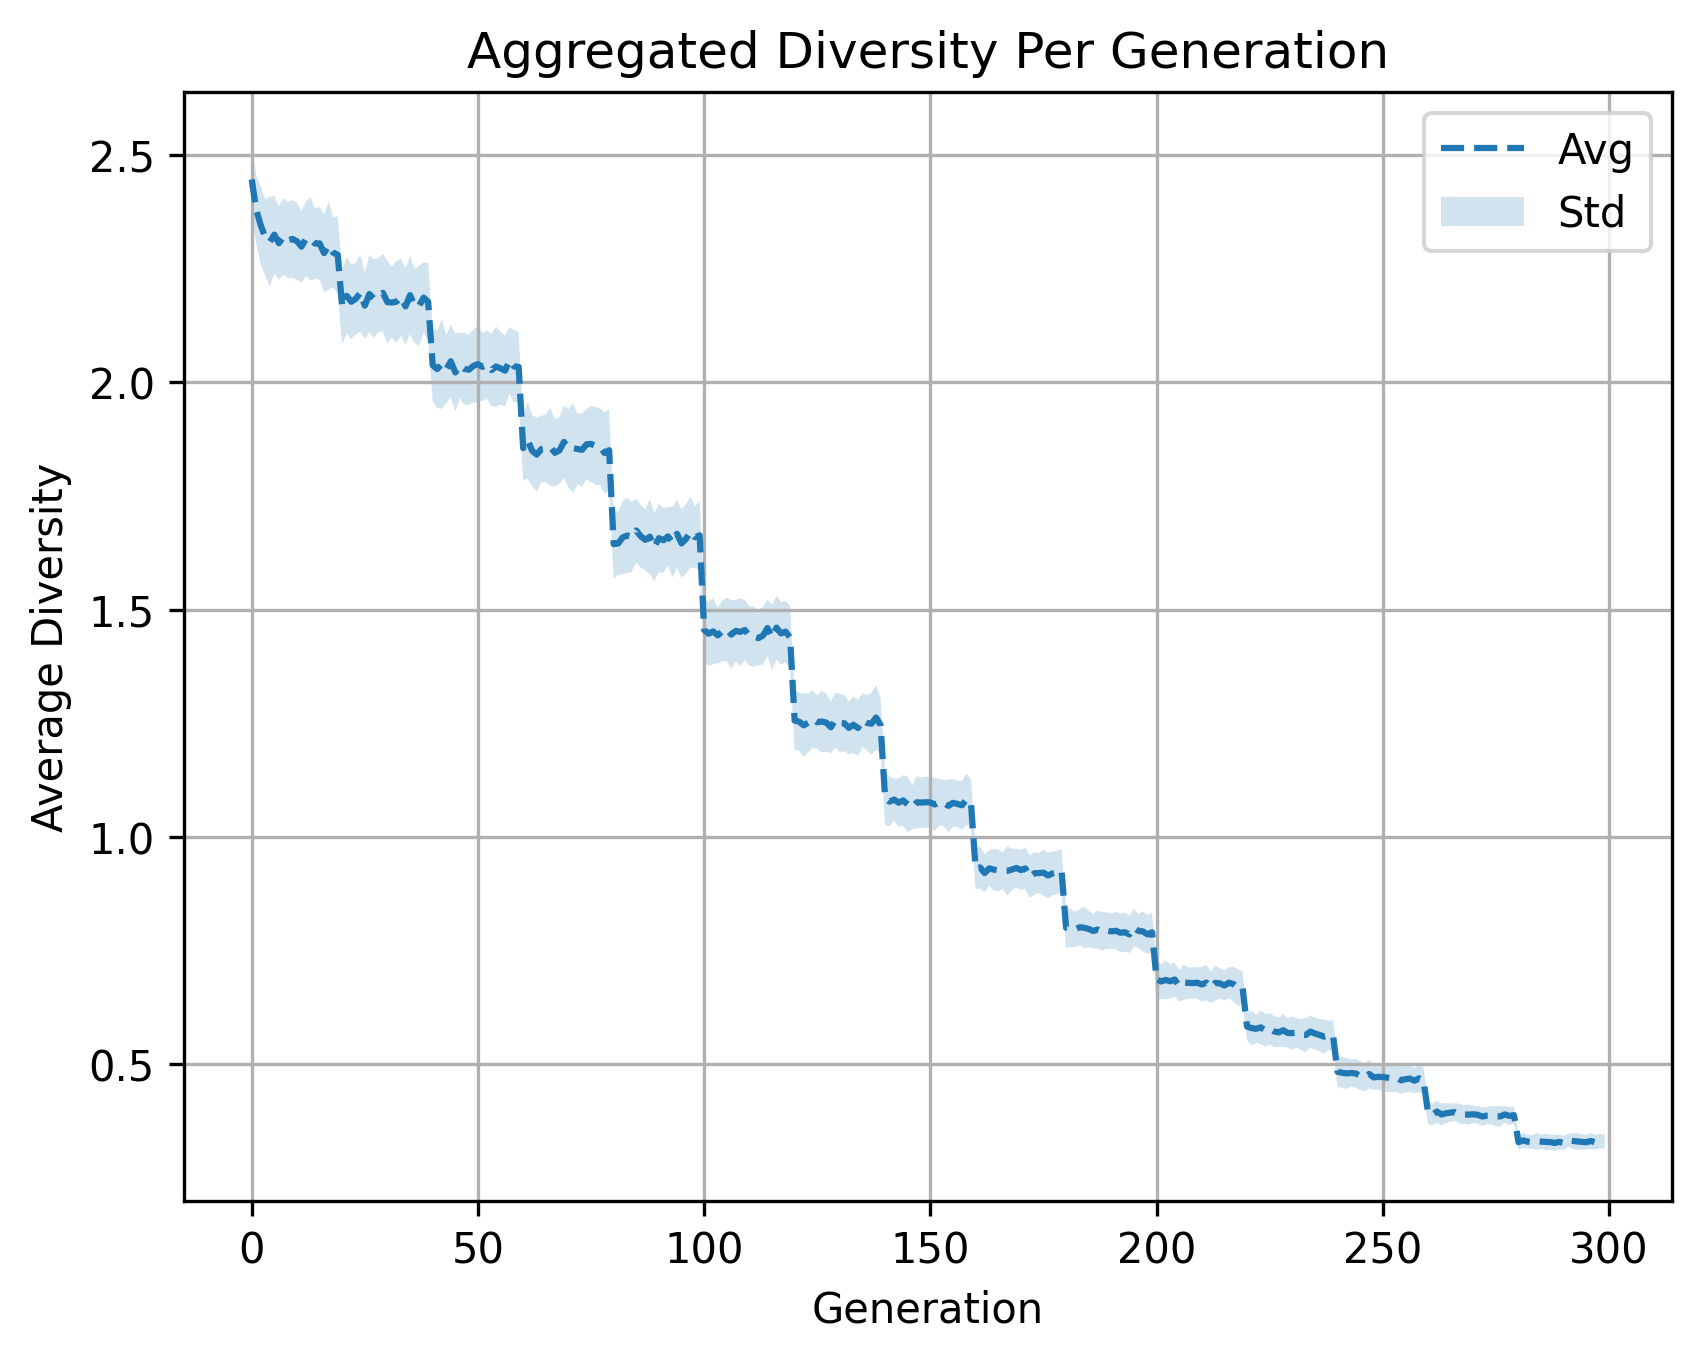 Aggregated Diversity Per Generation
Avg
Std
2.5
2.0
1.5
1.0
0.5
Average Diversity
0 50 100 150 200 250 300
Generation